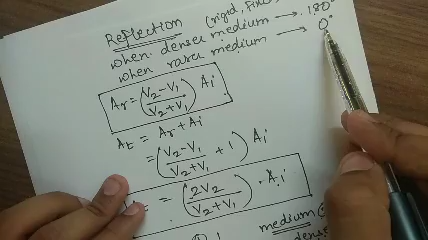 Reflection (rigid, Fixed
when denser medium → 180°
when rarer medium → 0°
Ar = (V2 - V1 / V2 + V1) Ai
At = Ar + Ai
= (V2 - V1 / V2 + V1 + 1) Ai
= (2V2 / V2 + V1) . Ai
medium
dens